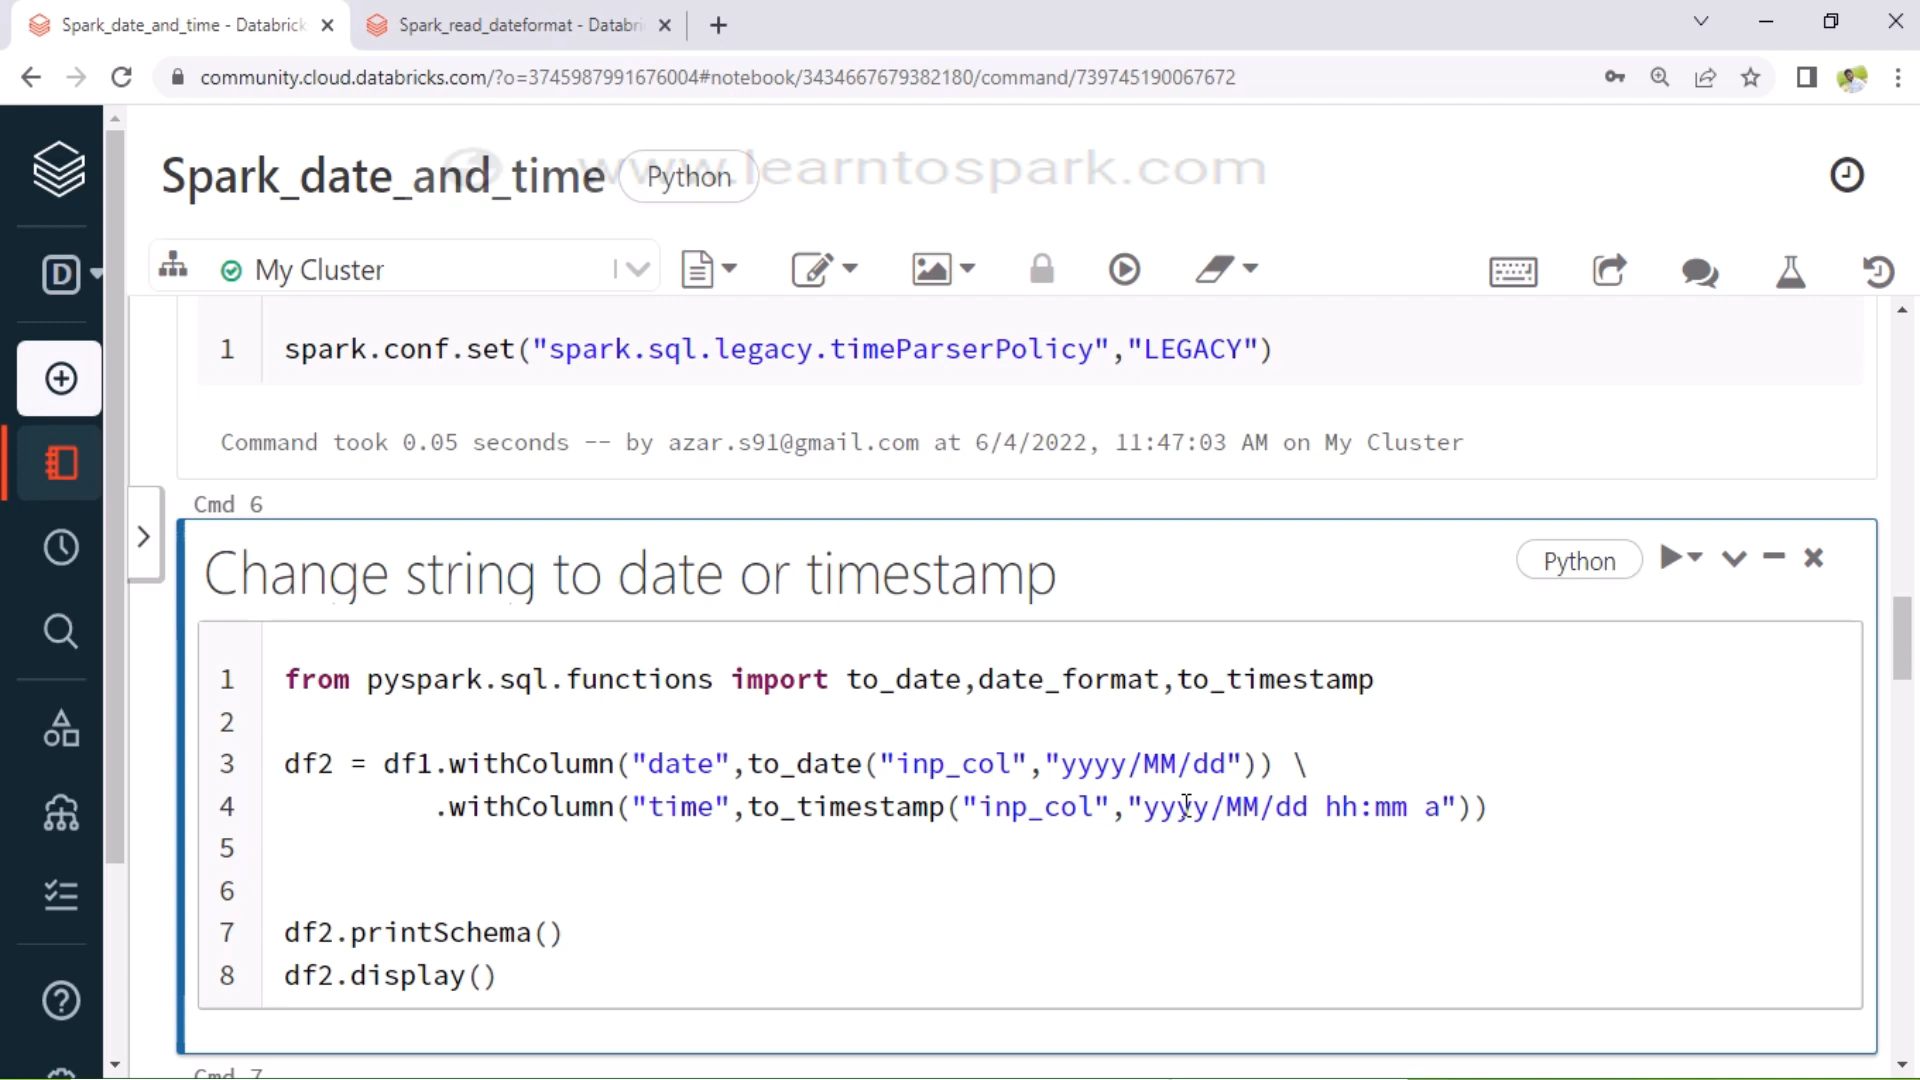 Spark_date_and_time - Databrick
Spark_read_dateformat - Databri
community.cloud.databricks.com/?o=3745987991676004#notebook/3434667679382180/command/739745190067672
www.learntospark.com
Spark_date_and_time
Python
D
My Cluster
1 spark.conf.set("spark.sql.legacy.timeParserPolicy","LEGACY")
Command took 0.05 seconds -- by azar.s91@gmail.com at 6/4/2022, 11:47:03 AM on My Cluster
Cmd 6
Change string to date or timestamp
Python
1 from pyspark.sql.functions import to_date,date_format,to_timestamp
2
3 df2 = df1.withColumn("date",to_date("inp_col","yyyy/MM/dd")) \
4 .withColumn("time",to_timestamp("inp_col","yyyy/MM/dd hh:mm a"))
5
6
7 df2.printSchema()
8 df2.display()
Cmd 7